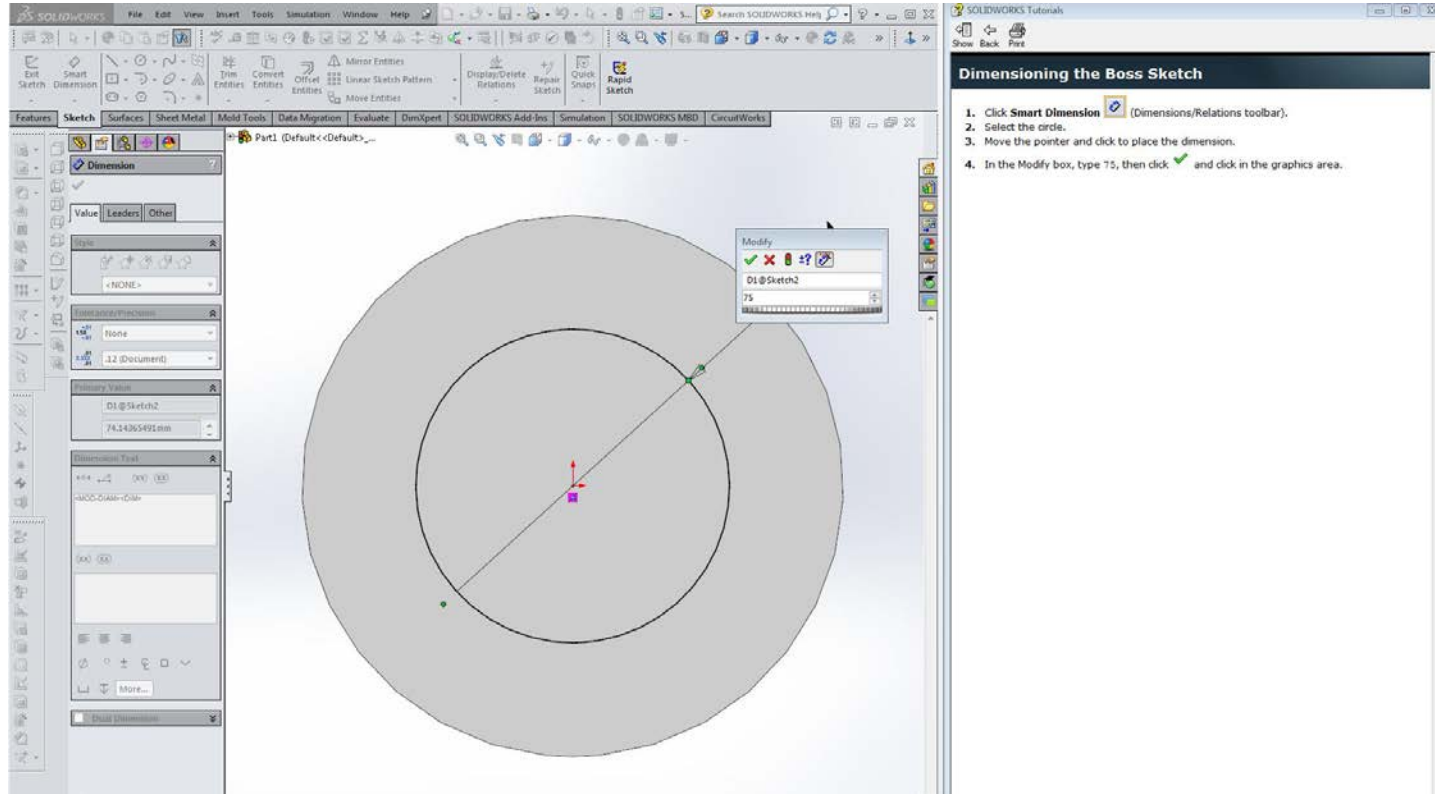 SOLIDWORKS File Edit View Insert Tools Simulation Window Help
Search SOLIDWORKS Help
Exit Sketch
Smart Dimension
Trim Entities
Convert Entities
Offset Entities
Mirror Entities
Linear Sketch Pattern
Move Entities
Display/Delete Relations
Repair Sketch
Quick Snaps
Rapid Sketch
Features Sketch Surfaces Sheet Metal Mold Tools Data Migration Evaluate DimXpert SOLIDWORKS Add-Ins Simulation SOLIDWORKS MBD CircuitWorks
Part1 (Default<<Default>_...
Dimension ?
Value Leaders Other
Style
<NONE>
Tolerance/Precision
None
.12 (Document)
Primary Value
D1@Sketch2
74.14365491mm
Dimension Text
<MOD-DIAM><DIM>
More...
Dual Dimension
Modify
D1@Sketch2
75
SOLIDWORKS Tutorials
Show Back Print
Dimensioning the Boss Sketch
1. Click Smart Dimension (Dimensions/Relations toolbar).
2. Select the circle.
3. Move the pointer and click to place the dimension.
4. In the Modify box, type 75, then click and click in the graphics area.